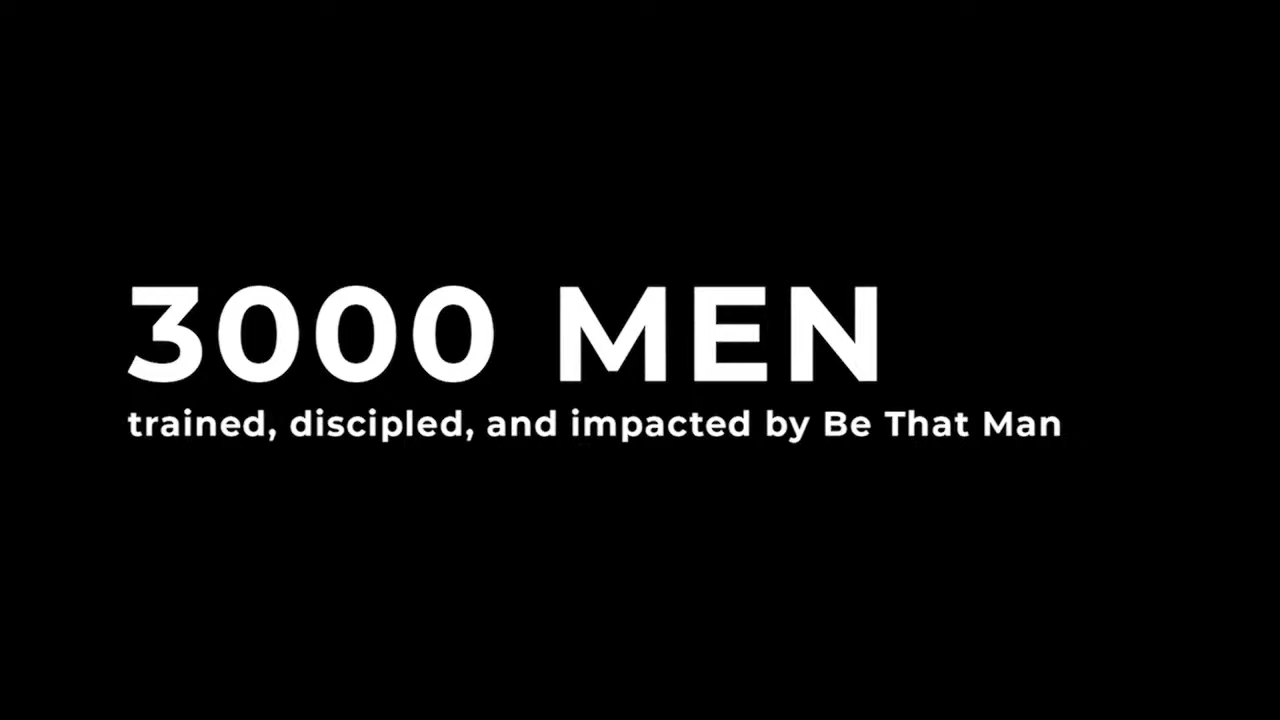 3000 MEN
trained, discipled, and impacted by Be That Man